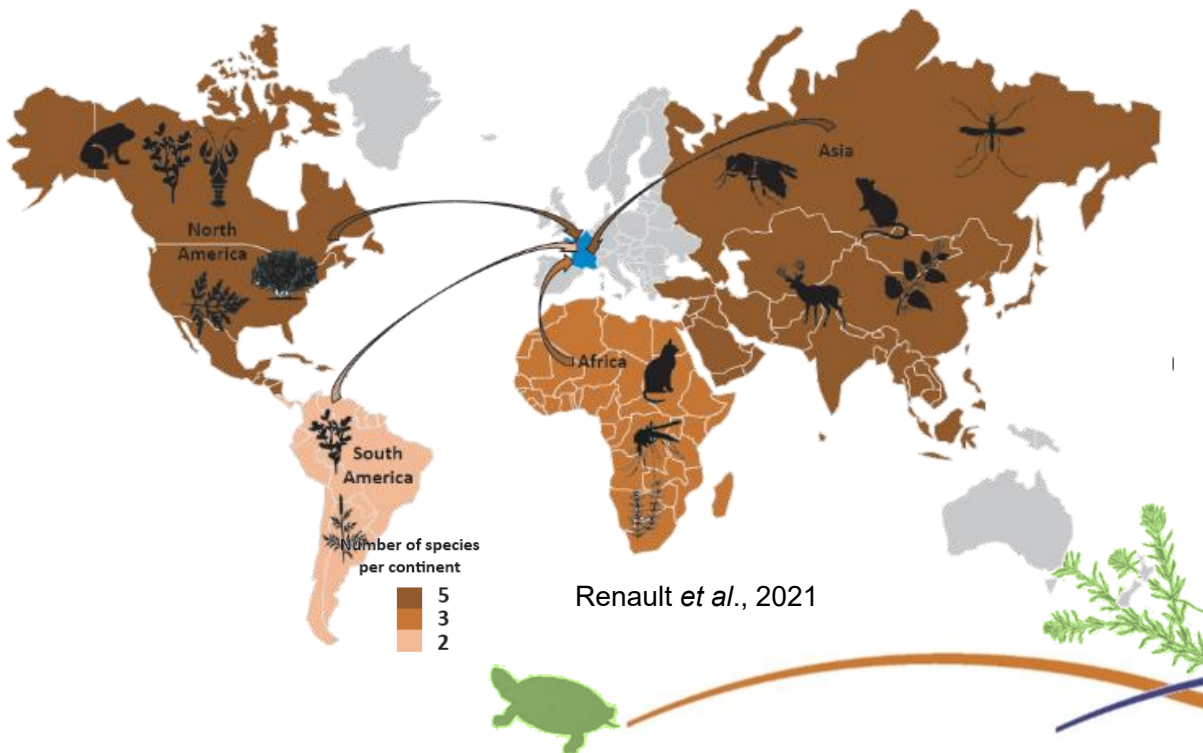 Asia
North
America
Africa
South
America
Number of species
per continent
5
3
2
Renault et al., 2021